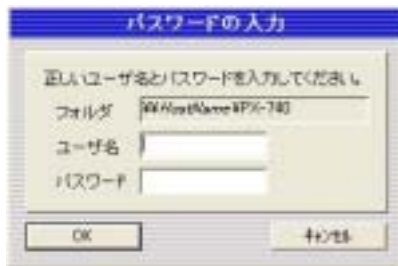 パスワードの入力
正しいユーザ名とパスワードを入力してください。
フォルダ ¥¥HostName¥PX-740
ユーザ名
パスワード
OK キャンセル